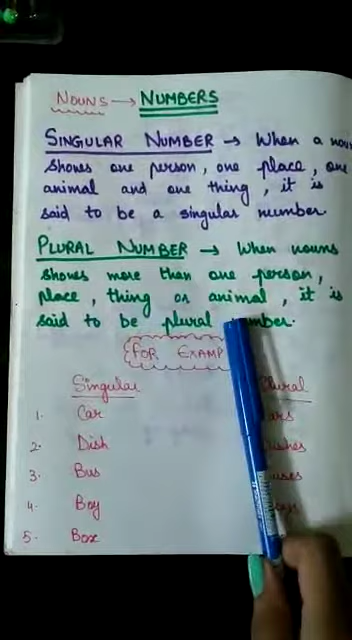 NOUNS → NUMBERS
SINGULAR NUMBER → When a noun
shows one person, one place, one
animal and one thing, it is
said to be a singular number.
PLURAL NUMBER → When nouns
shows more than one person,
place, thing or animal, it is
said to be plural
FOR
Singular Plural
1. Car
2. Dish
3. Bus
4. Boy
5. Box